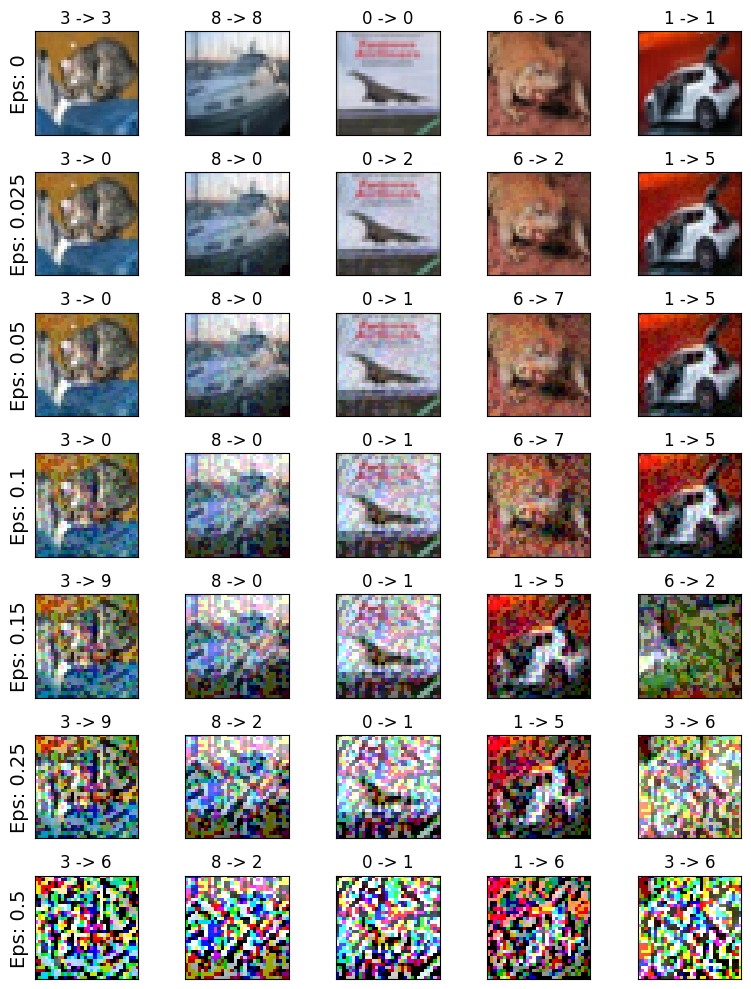 3 -> 3 8 -> 8 0 -> 0 6 -> 6 1 -> 1
Eps: 0
3 -> 0 8 -> 0 0 -> 2 6 -> 2 1 -> 5
Eps: 0.025
3 -> 0 8 -> 0 0 -> 1 6 -> 7 1 -> 5
Eps: 0.05
3 -> 0 8 -> 0 0 -> 1 6 -> 7 1 -> 5
Eps: 0.1
3 -> 9 8 -> 0 0 -> 1 1 -> 5 6 -> 2
Eps: 0.15
3 -> 9 8 -> 2 0 -> 1 1 -> 5 3 -> 6
Eps: 0.25
3 -> 6 8 -> 2 0 -> 1 1 -> 6 3 -> 6
Eps: 0.5